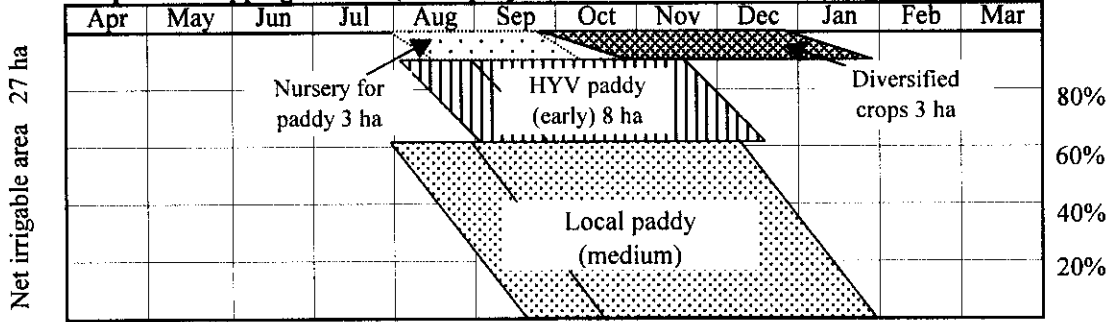 Apr May Jun Jul Aug Sep Oct Nov Dec Jan Feb Mar
Net irrigable area 27 ha
Nursery for
paddy 3 ha
HYV paddy
(early) 8 ha
Diversified
crops 3 ha
Local paddy
(medium)
80%
60%
40%
20%